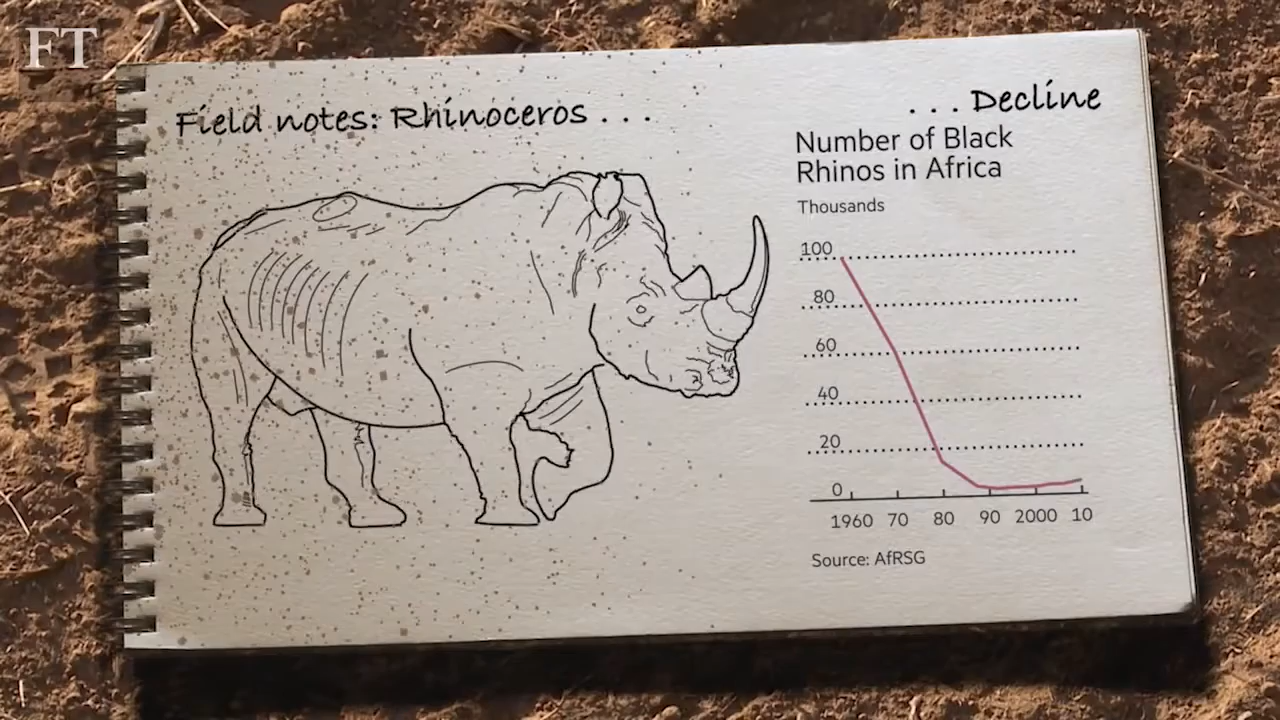 FT
Field notes: Rhinoceros . . .
. . . Decline
Number of Black
Rhinos in Africa
Thousands
100
80
60
40
20
0
1960 70 80 90 2000 10
Source: AfRSG